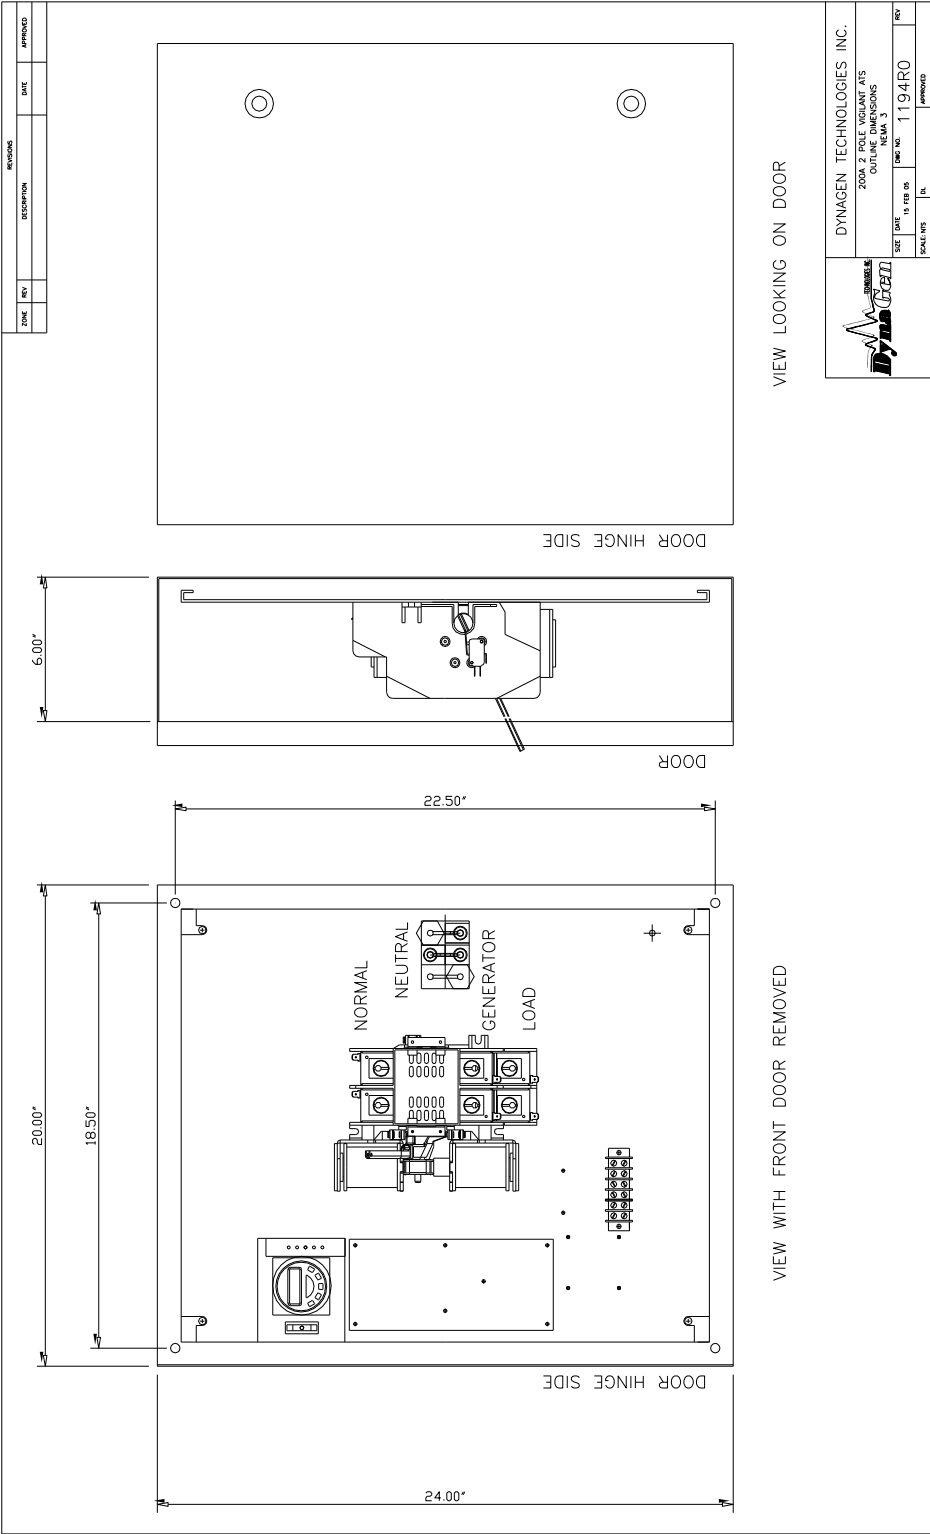 REVISIONS
ZONE REV DESCRIPTION DATE APPROVED
DOOR HINGE SIDE
VIEW LOOKING ON DOOR
6.00"
DOOR
22.50"
20.00"
18.50"
NORMAL
NEUTRAL
GENERATOR
LOAD
VIEW WITH FRONT DOOR REMOVED
DOOR HINGE SIDE
24.00"
DynaGen
TECHNOLOGIES INC.
DYNAGEN TECHNOLOGIES INC.
200A 2 POLE VIGILANT ATS
OUTLINE DIMENSIONS
NEMA 3
SIZE DATE 15 FEB 05 DWG NO. 1194R0 REV
SCALE: NTS DL APPROVED